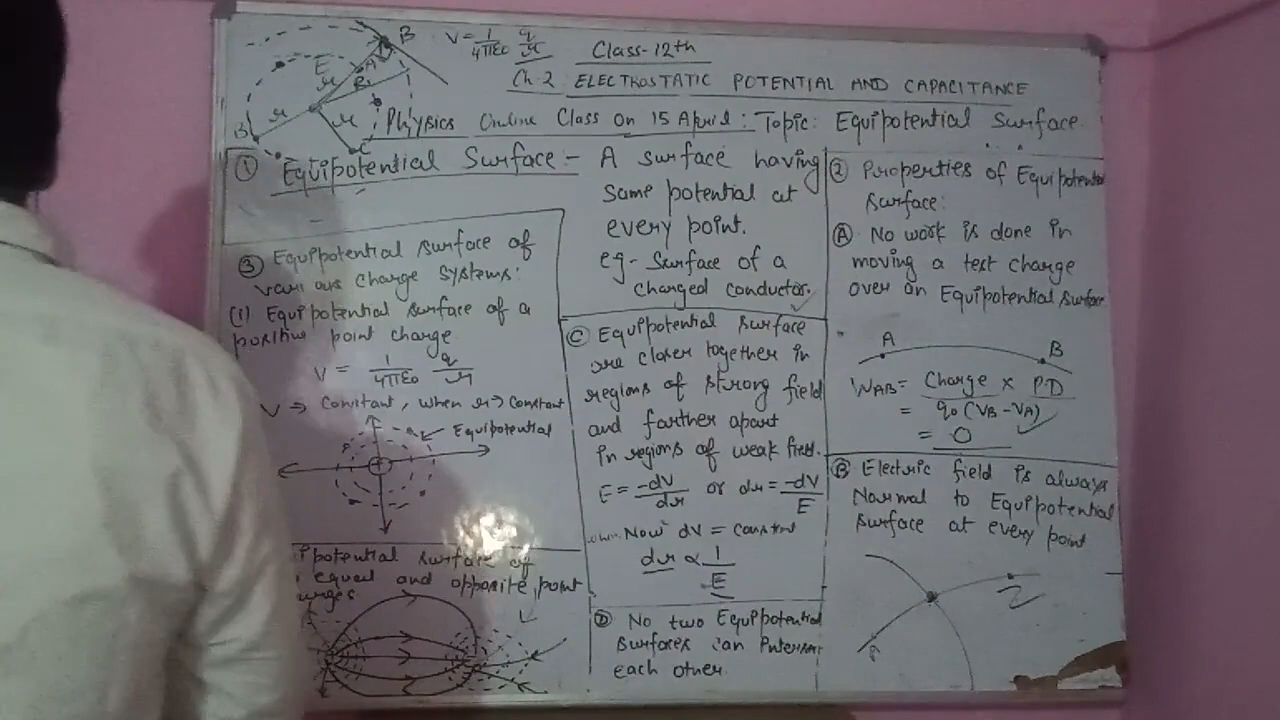 V = 1/4πε0 q/r
Class-12th
Ch-2 ELECTROSTATIC POTENTIAL AND CAPACITANCE
Physics Online Class on 15 April: Topic: Equipotential Surface
B
E
A
R
r
r
r
B
C
① Equipotential Surface:- A surface having
same potential at
every point.
eg- Surface of a
charged conductor.
② Properties of Equipotential
Surface:
Ⓐ No work is done in
moving a test charge
over an Equipotential Surface
A
B
WAB = Charge × PD
= q0 (VB - VA)
= 0
Ⓑ Electric field is always
Normal to Equipotential
Surface at every point
Ⓒ Equipotential Surface
are closer together in
regions of strong field
and farther apart
in regions of weak field.
E = -dV/dr or dr = -dV/E
Now dV = constant
dr ∝ 1/E
Ⓓ No two Equipotential
Surfaces can
each other.
③ Equipotential Surface of
various charge Systems:
(i) Equipotential Surface of a
positive point charge
V = 1/4πε0 q/r
V ⇒ Constant, when r → constant
Equipotential
+
potential Surface of
equal and opposite point